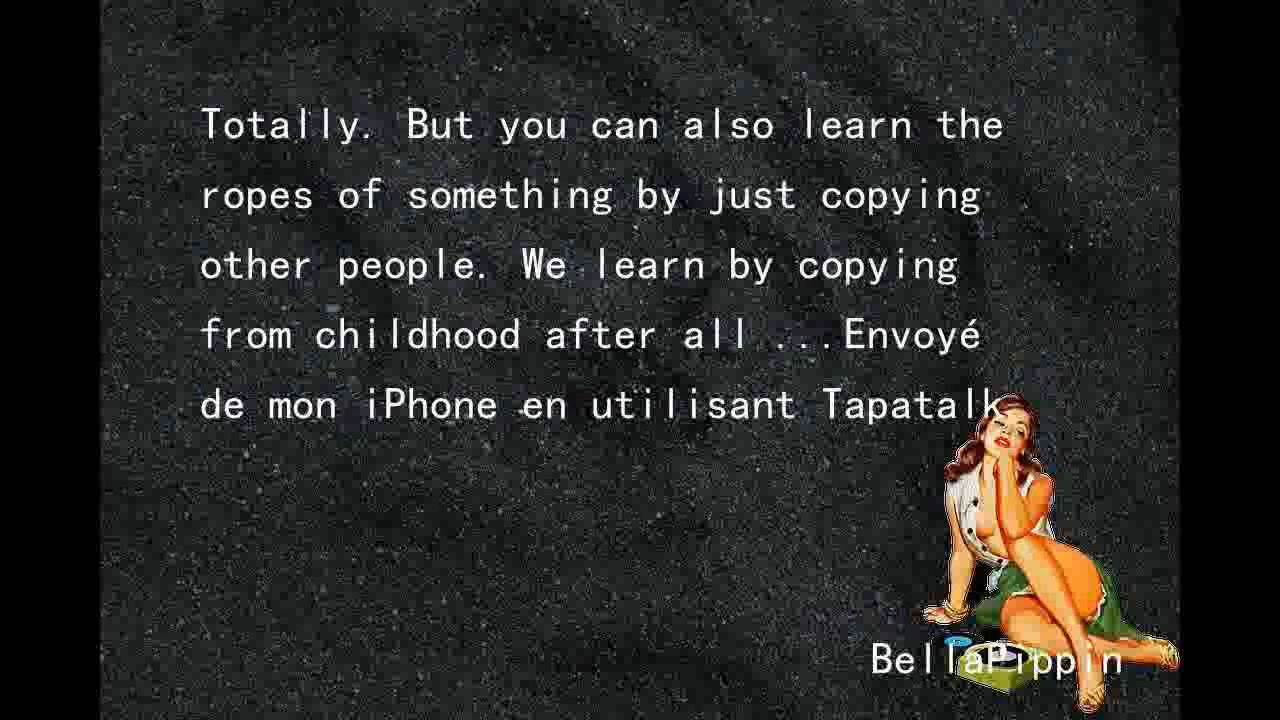 Totally. But you can also learn the
ropes of something by just copying
other people. We learn by copying
from childhood after all ...Envoyé
de mon iPhone en utilisant Tapatalk
BellaPippin